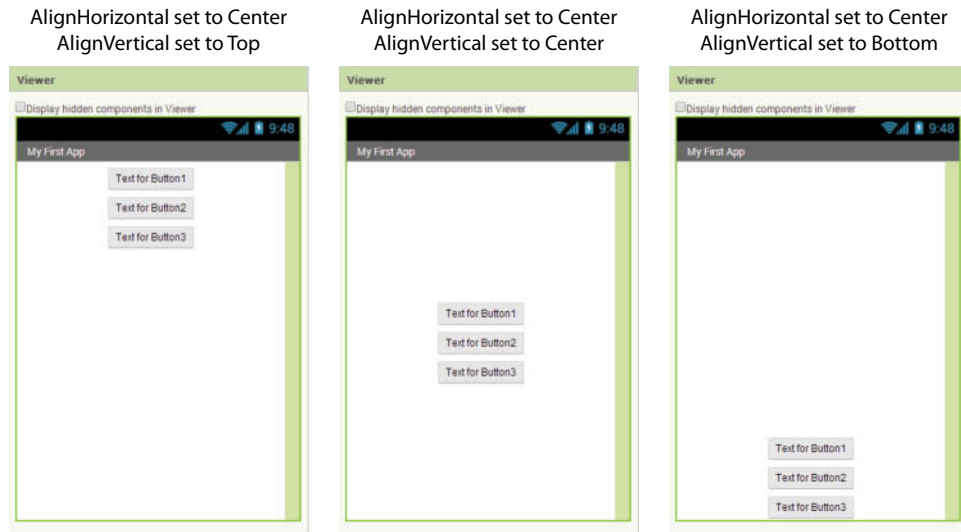 AlignHorizontal set to Center
AlignVertical set to Top
Viewer
Display hidden components in Viewer
9:48
My First App
Text for Button1
Text for Button2
Text for Button3
AlignHorizontal set to Center
AlignVertical set to Center
Viewer
Display hidden components in Viewer
9:48
My First App
Text for Button1
Text for Button2
Text for Button3
AlignHorizontal set to Center
AlignVertical set to Bottom
Viewer
Display hidden components in Viewer
9:48
My First App
Text for Button1
Text for Button2
Text for Button3